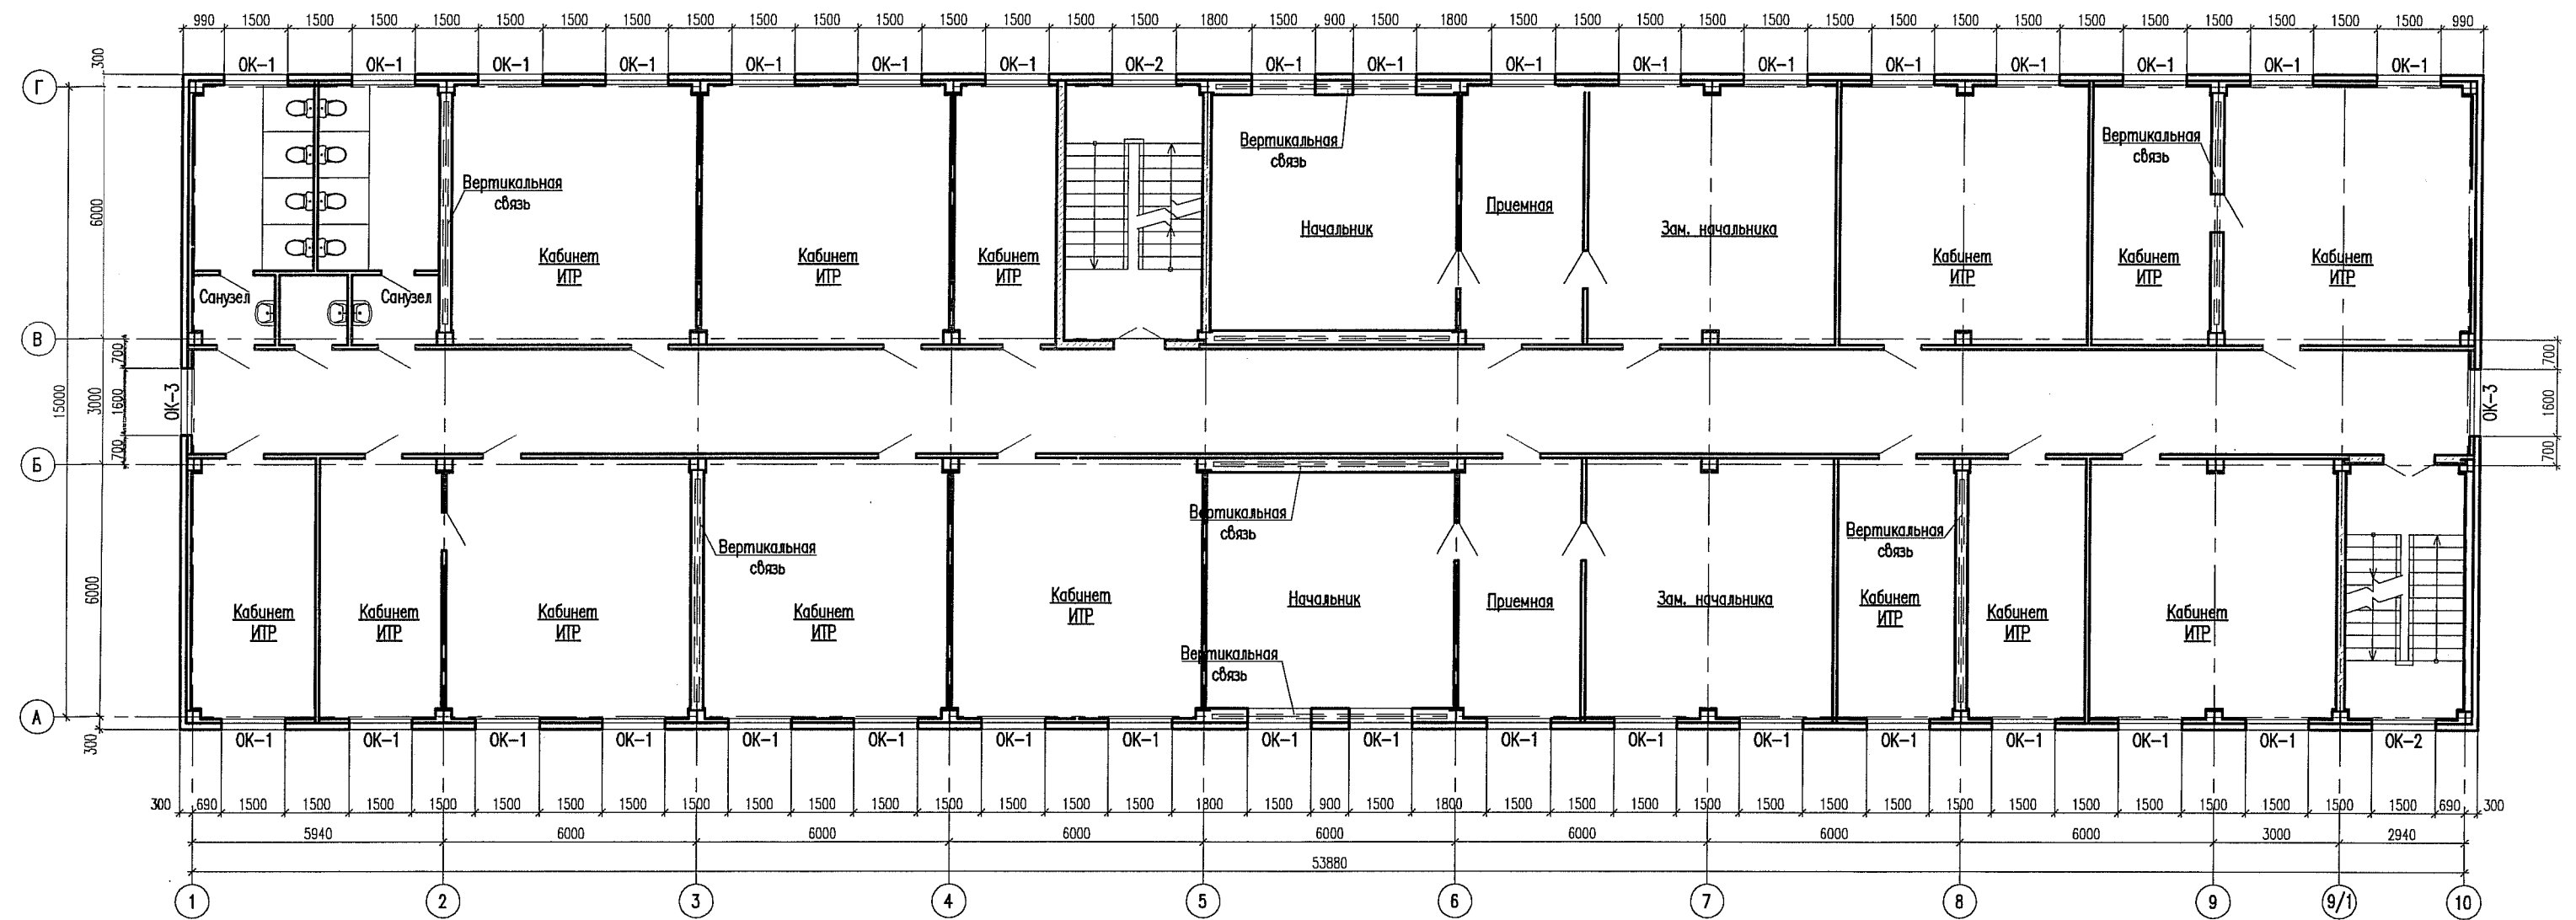 990 1500 1500 1500 1500 1500 1500 1500 1500 1500 1500 1500 1500 1500 1500 1500 1800 1500 900 1500 1800 1500 1500 1500 1500 1500 1500 1500 1500 1500 1500 1500 1500 1500 1500 990
ОК-1 ОК-1 ОК-1 ОК-1 ОК-1 ОК-1 ОК-1 ОК-2 ОК-1 ОК-1 ОК-1 ОК-1 ОК-1 ОК-1 ОК-1 ОК-1 ОК-1 ОК-1
300
Г
Вертикальная
связь
Вертикальная
связь
Вертикальная
связь
6000
Приемная
Начальник
Зам. начальника
Кабинет
ИТР
Кабинет
ИТР
Кабинет
ИТР
Кабинет
ИТР
Кабинет
ИТР
Кабинет
ИТР
Санузел
Санузел
В
700
700
15000
3000
1600
ОК-3
ОК-3
1600
700
700
Б
Вертикальная
связь
Вертикальная
связь
Вертикальная
связь
6000
Кабинет
ИТР
Кабинет
ИТР
Кабинет
ИТР
Кабинет
ИТР
Кабинет
ИТР
Начальник
Приемная
Зам. начальника
Кабинет
ИТР
Кабинет
ИТР
Кабинет
ИТР
Вертикальная
связь
А
300
ОК-1 ОК-1 ОК-1 ОК-1 ОК-1 ОК-1 ОК-1 ОК-1 ОК-1 ОК-1 ОК-1 ОК-1 ОК-1 ОК-1 ОК-1 ОК-1 ОК-1 ОК-2
300 690 1500 1500 1500 1500 1500 1500 1500 1500 1500 1500 1500 1500 1500 1500 1500 1800 1500 900 1500 1800 1500 1500 1500 1500 1500 1500 1500 1500 1500 1500 1500 1500 1500 1500 690 300
5940 6000 6000 6000 6000 6000 6000 6000 3000 2940
53880
1 2 3 4 5 6 7 8 9 9/1 10